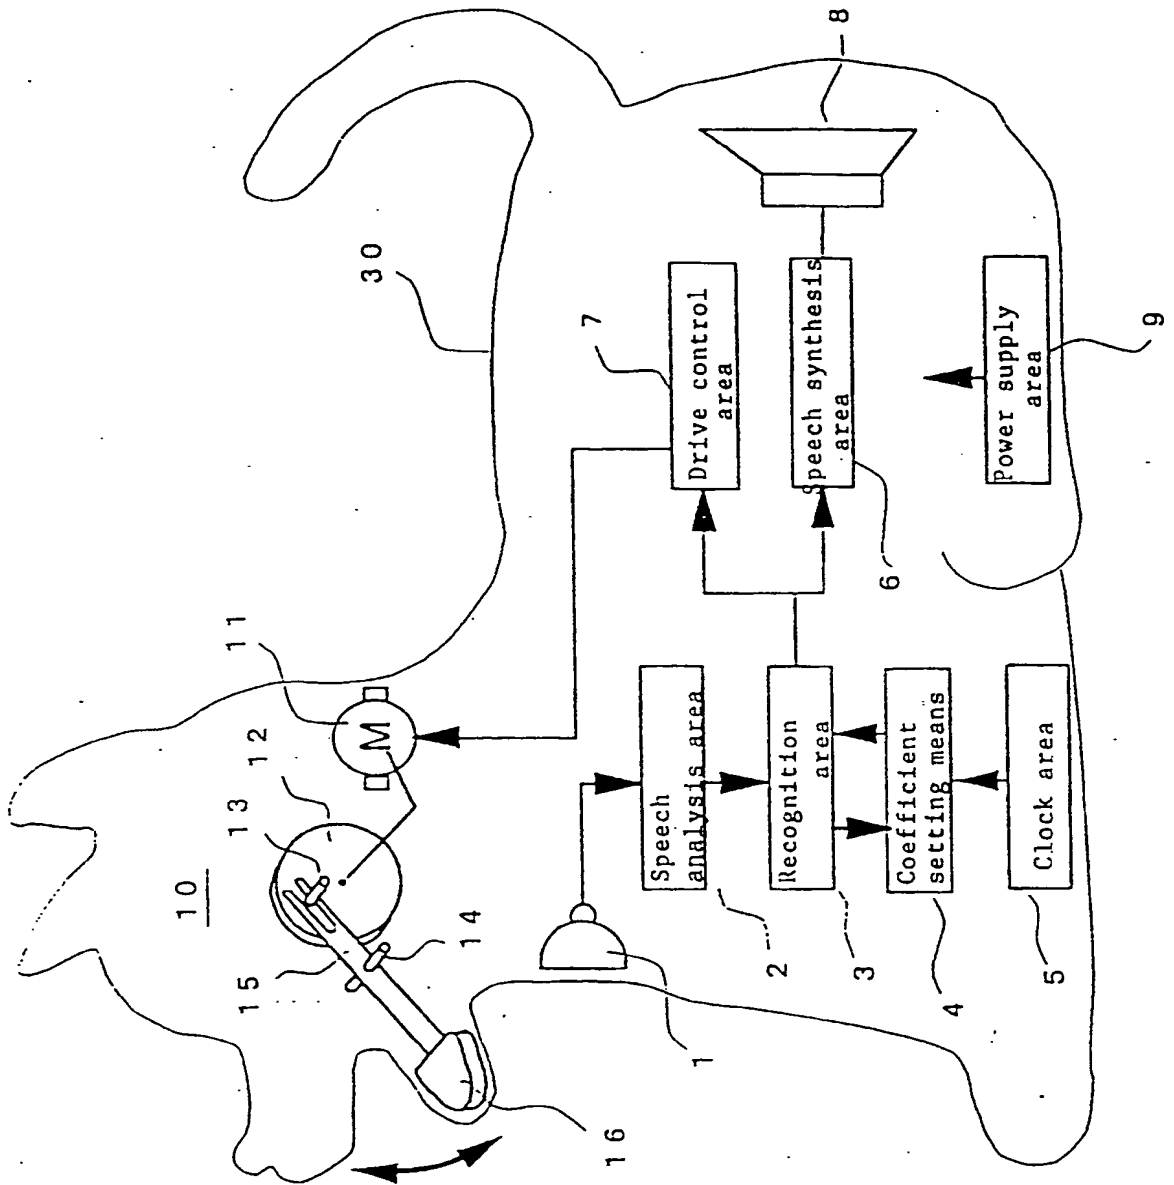 10
11
12
13
14
15
16
30
7
8
Drive control
area
Speech synthesis
area
6
Power supply
area
9
M
1
Speech
analysis area
2
Recognition
area
3
Coefficient
setting means
4
Clock area
5